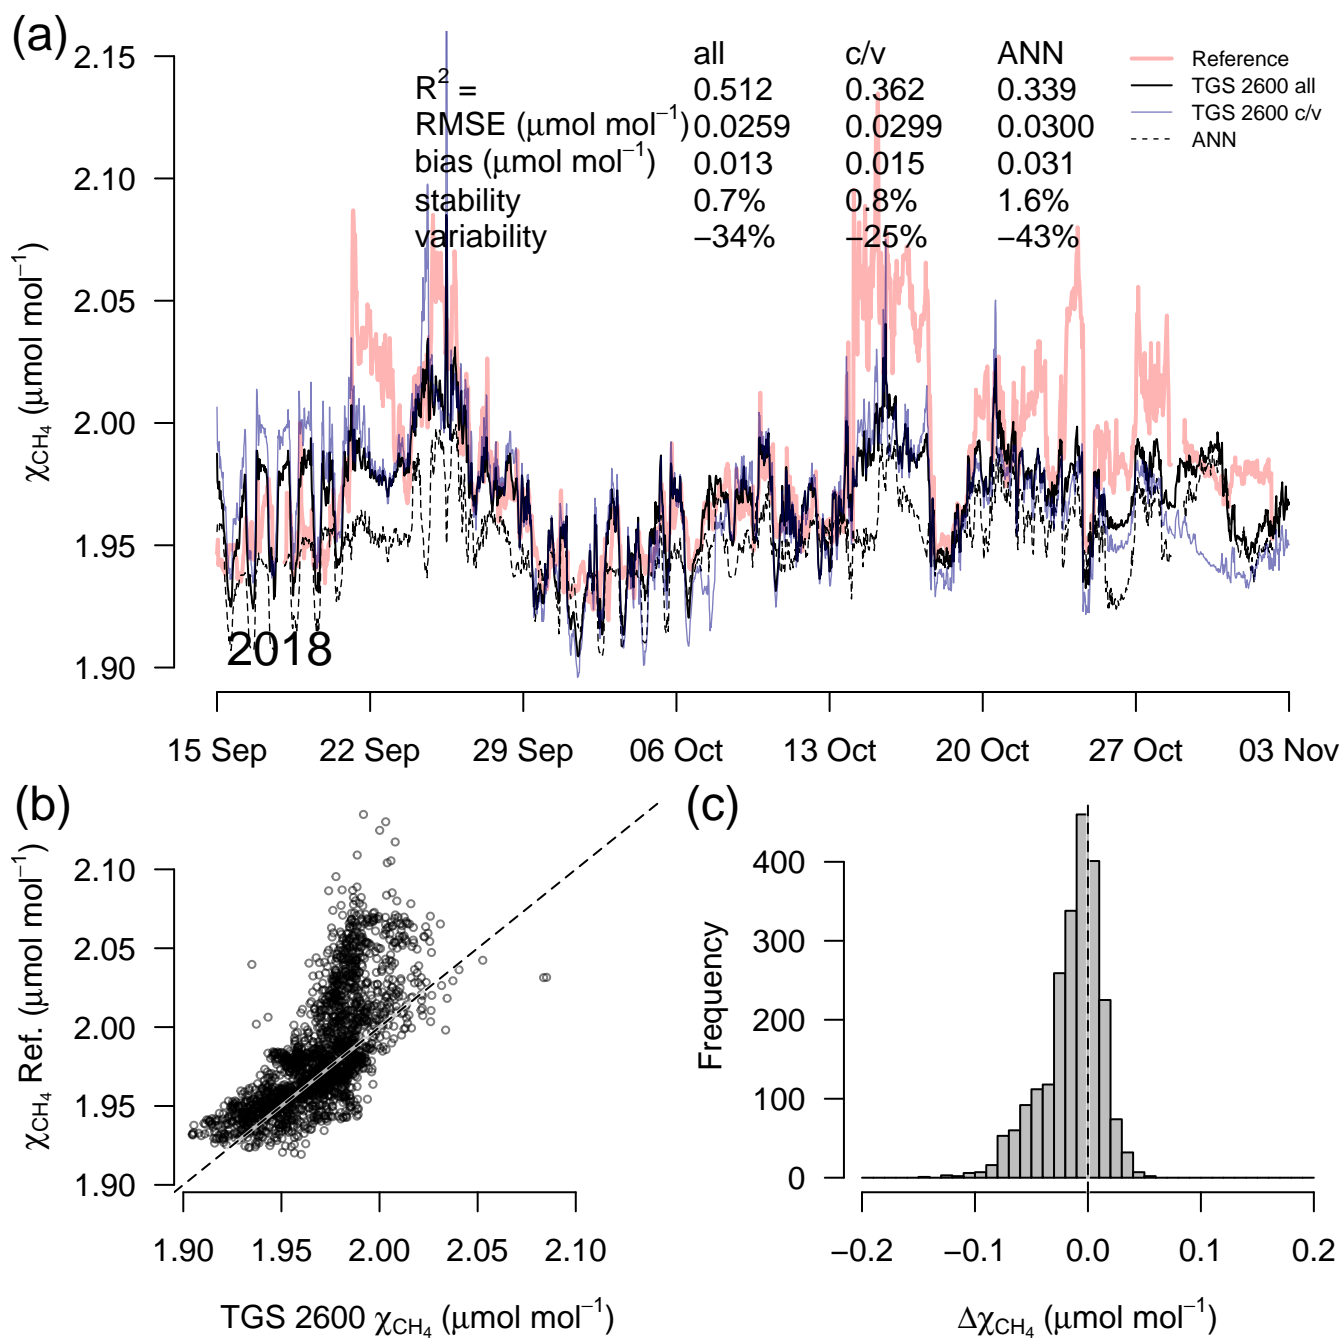 (a)
all c/v ANN
R² = 0.512 0.362 0.339
RMSE (μmol mol⁻¹) 0.0259 0.0299 0.0300
bias (μmol mol⁻¹) 0.013 0.015 0.031
stability 0.7% 0.8% 1.6%
variability −34% −25% −43%
Reference
TGS 2600 all
TGS 2600 c/v
ANN
χCH₄ (μmol mol⁻¹)
2.15
2.10
2.05
2.00
1.95
1.90
2018
15 Sep 22 Sep 29 Sep 06 Oct 13 Oct 20 Oct 27 Oct 03 Nov
(b)
χCH₄ Ref. (μmol mol⁻¹)
2.10
2.05
2.00
1.95
1.90
1.90 1.95 2.00 2.05 2.10
TGS 2600 χCH₄ (μmol mol⁻¹)
(c)
Frequency
400
300
200
100
0
−0.2 −0.1 0.0 0.1 0.2
ΔχCH₄ (μmol mol⁻¹)